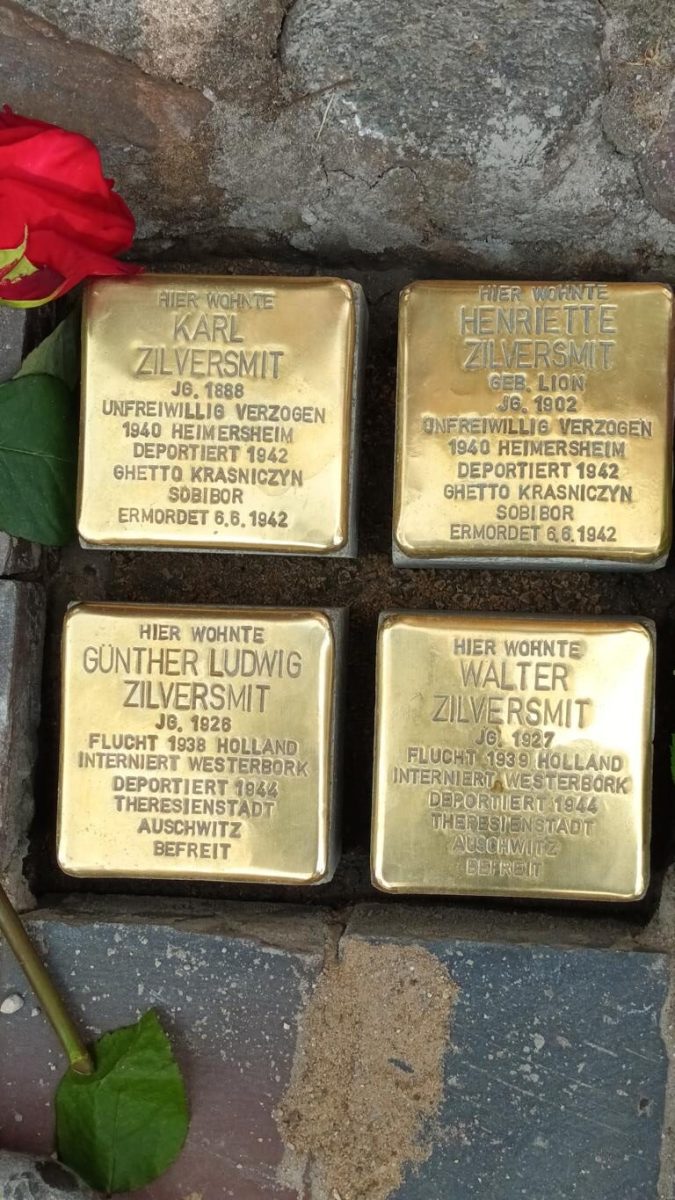 HIER WOHNTE
KARL
ZILVERSMIT
JG. 1888
UNFREIWILLIG VERZOGEN
1940 HEIMERSHEIM
DEPORTIERT 1942
GHETTO KRASNICZYN
SOBIBOR
ERMORDET 6.6.1942
HIER WOHNTE
HENRIETTE
ZILVERSMIT
GEB. LION
JG. 1902
UNFREIWILLIG VERZOGEN
1940 HEIMERSHEIM
DEPORTIERT 1942
GHETTO KRASNICZYN
SOBIBOR
ERMORDET 6.6.1942
HIER WOHNTE
GÜNTHER LUDWIG
ZILVERSMIT
JG. 1926
FLUCHT 1938 HOLLAND
INTERNIERT WESTERBORK
DEPORTIERT 1944
THERESIENSTADT
AUSCHWITZ
BEFREIT
HIER WOHNTE
WALTER
ZILVERSMIT
JG. 1927
FLUCHT 1939 HOLLAND
INTERNIERT WESTERBORK
DEPORTIERT 1944
THERESIENSTADT
AUSCHWITZ
BEFREIT